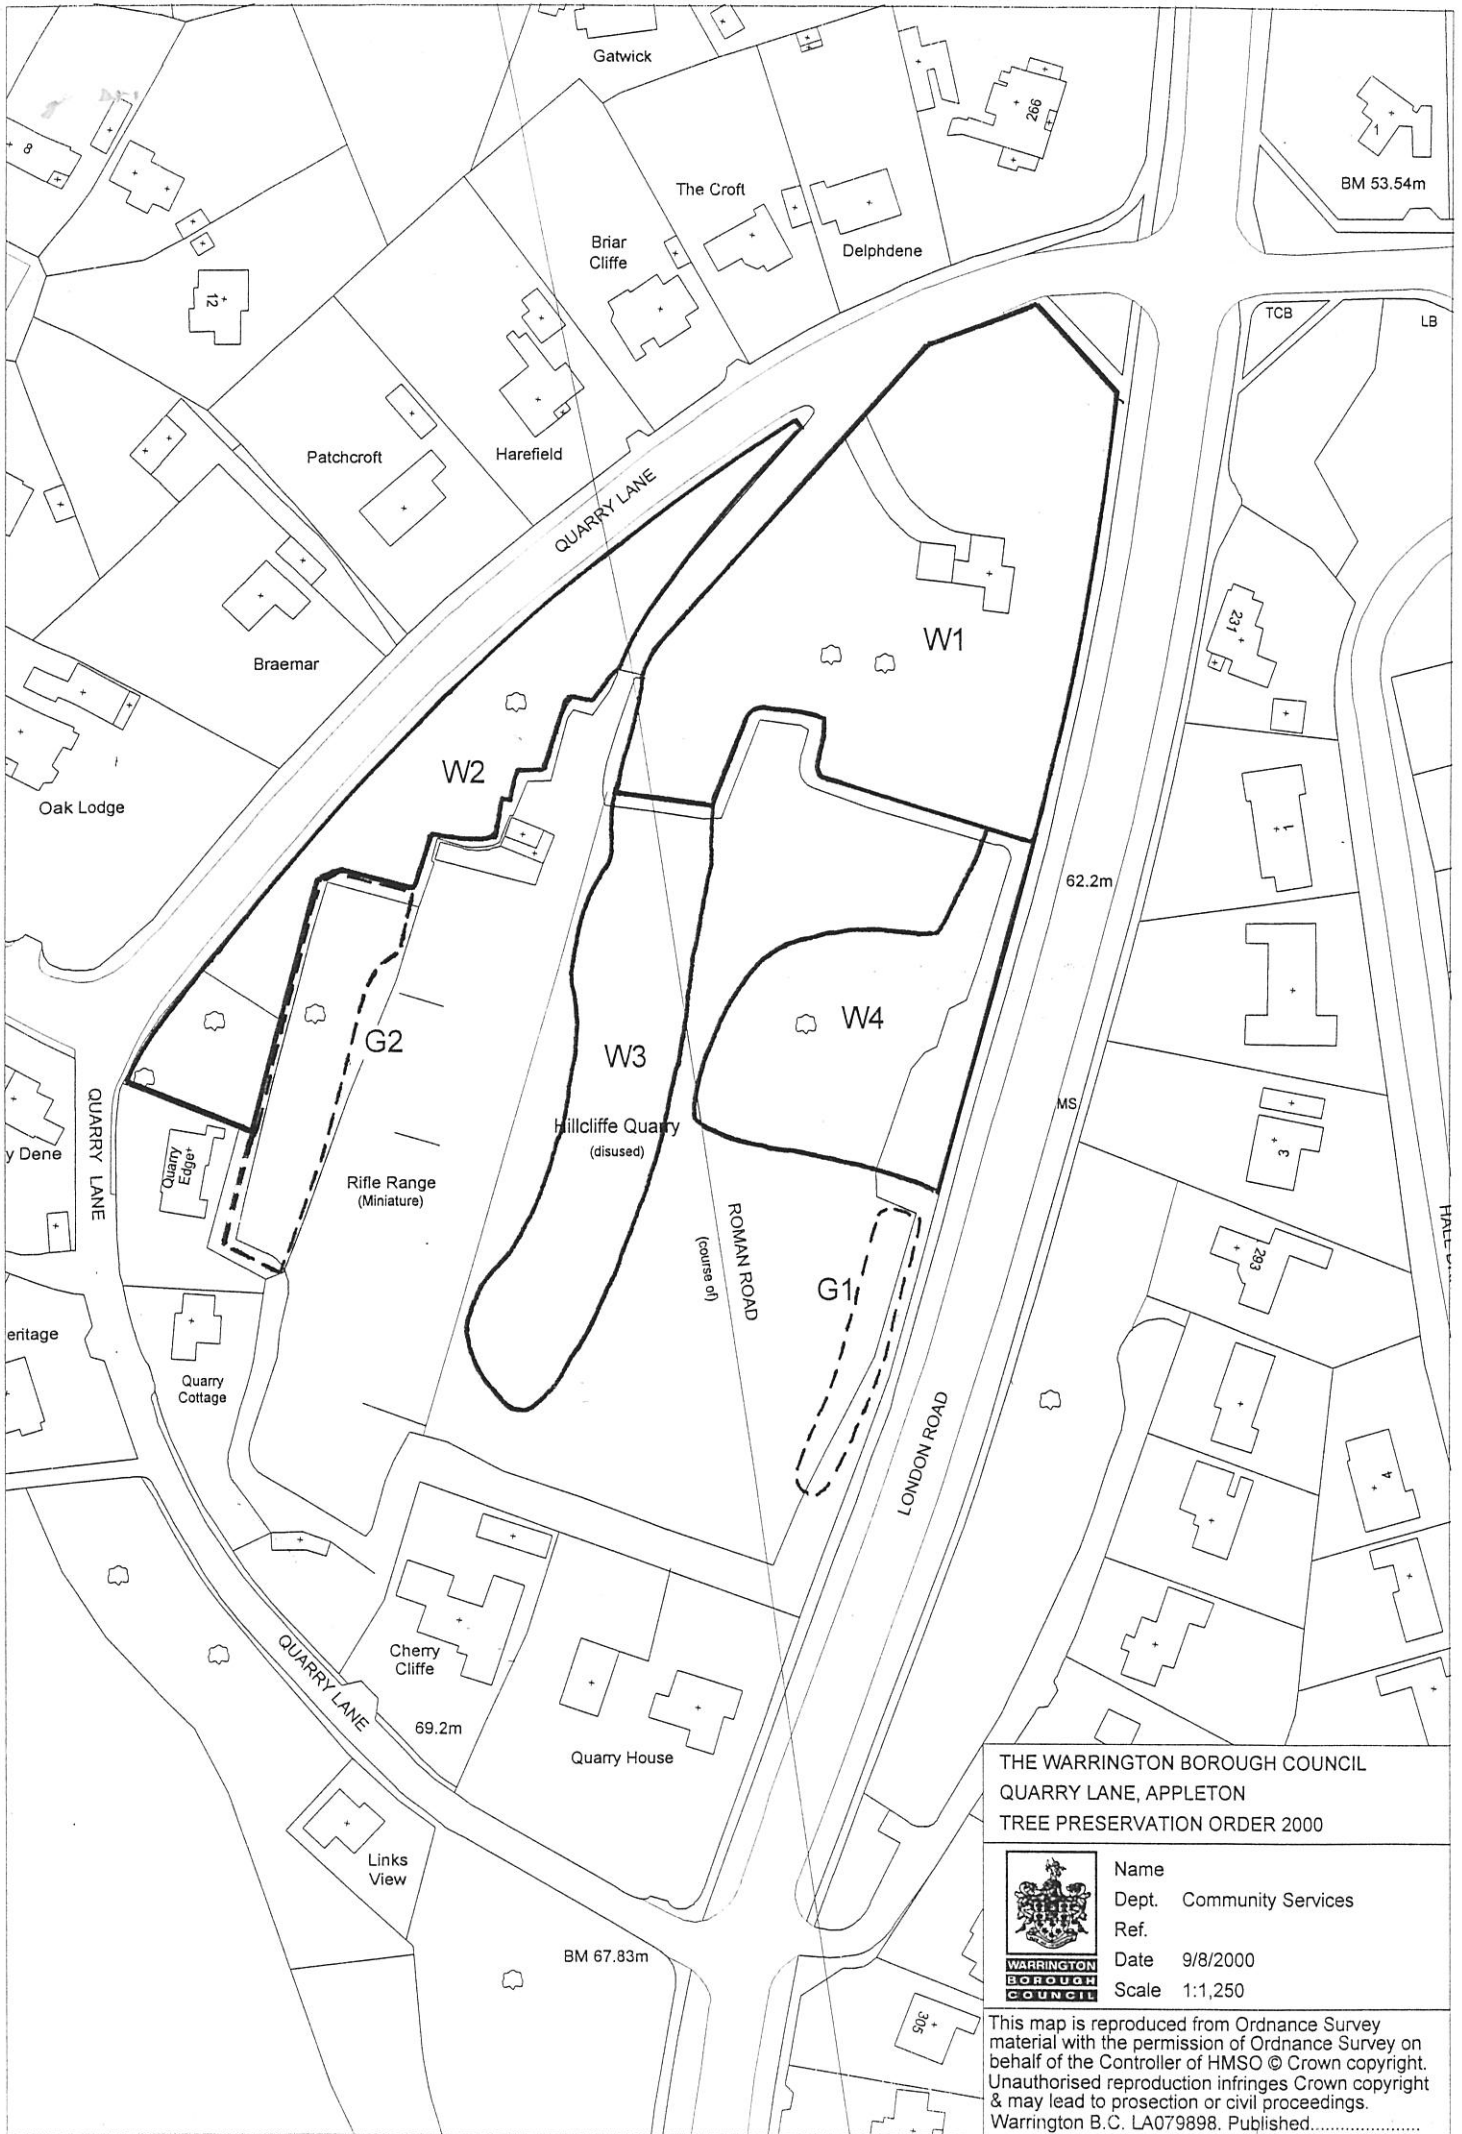 Gatwick
266
1
BM 53.54m
8
The Croft
Briar
Cliffe
Delphdene
12
TCB
LB
Patchcroft
Harefield
QUARRY LANE
W1
231
Braemar
W2
Oak Lodge
1
62.2m
W4
G2
W3
QUARRY LANE
MS
Hillcliffe Quarry
(disused)
y Dene
Quarry
Edge
3
Rifle Range
(Miniature)
ROMAN ROAD
(course of)
293
G1
eritage
Quarry
Cottage
LONDON ROAD
4
QUARRY LANE
Cherry
Cliffe
69.2m
Quarry House
Links
View
BM 67.83m
305
THE WARRINGTON BOROUGH COUNCIL
QUARRY LANE, APPLETON
TREE PRESERVATION ORDER 2000
WARRINGTON
BOROUGH
COUNCIL
Name
Dept. Community Services
Ref.
Date 9/8/2000
Scale 1:1,250
This map is reproduced from Ordnance Survey
material with the permission of Ordnance Survey on
behalf of the Controller of HMSO © Crown copyright.
Unauthorised reproduction infringes Crown copyright
& may lead to prosection or civil proceedings.
Warrington B.C. LA079898. Published......................